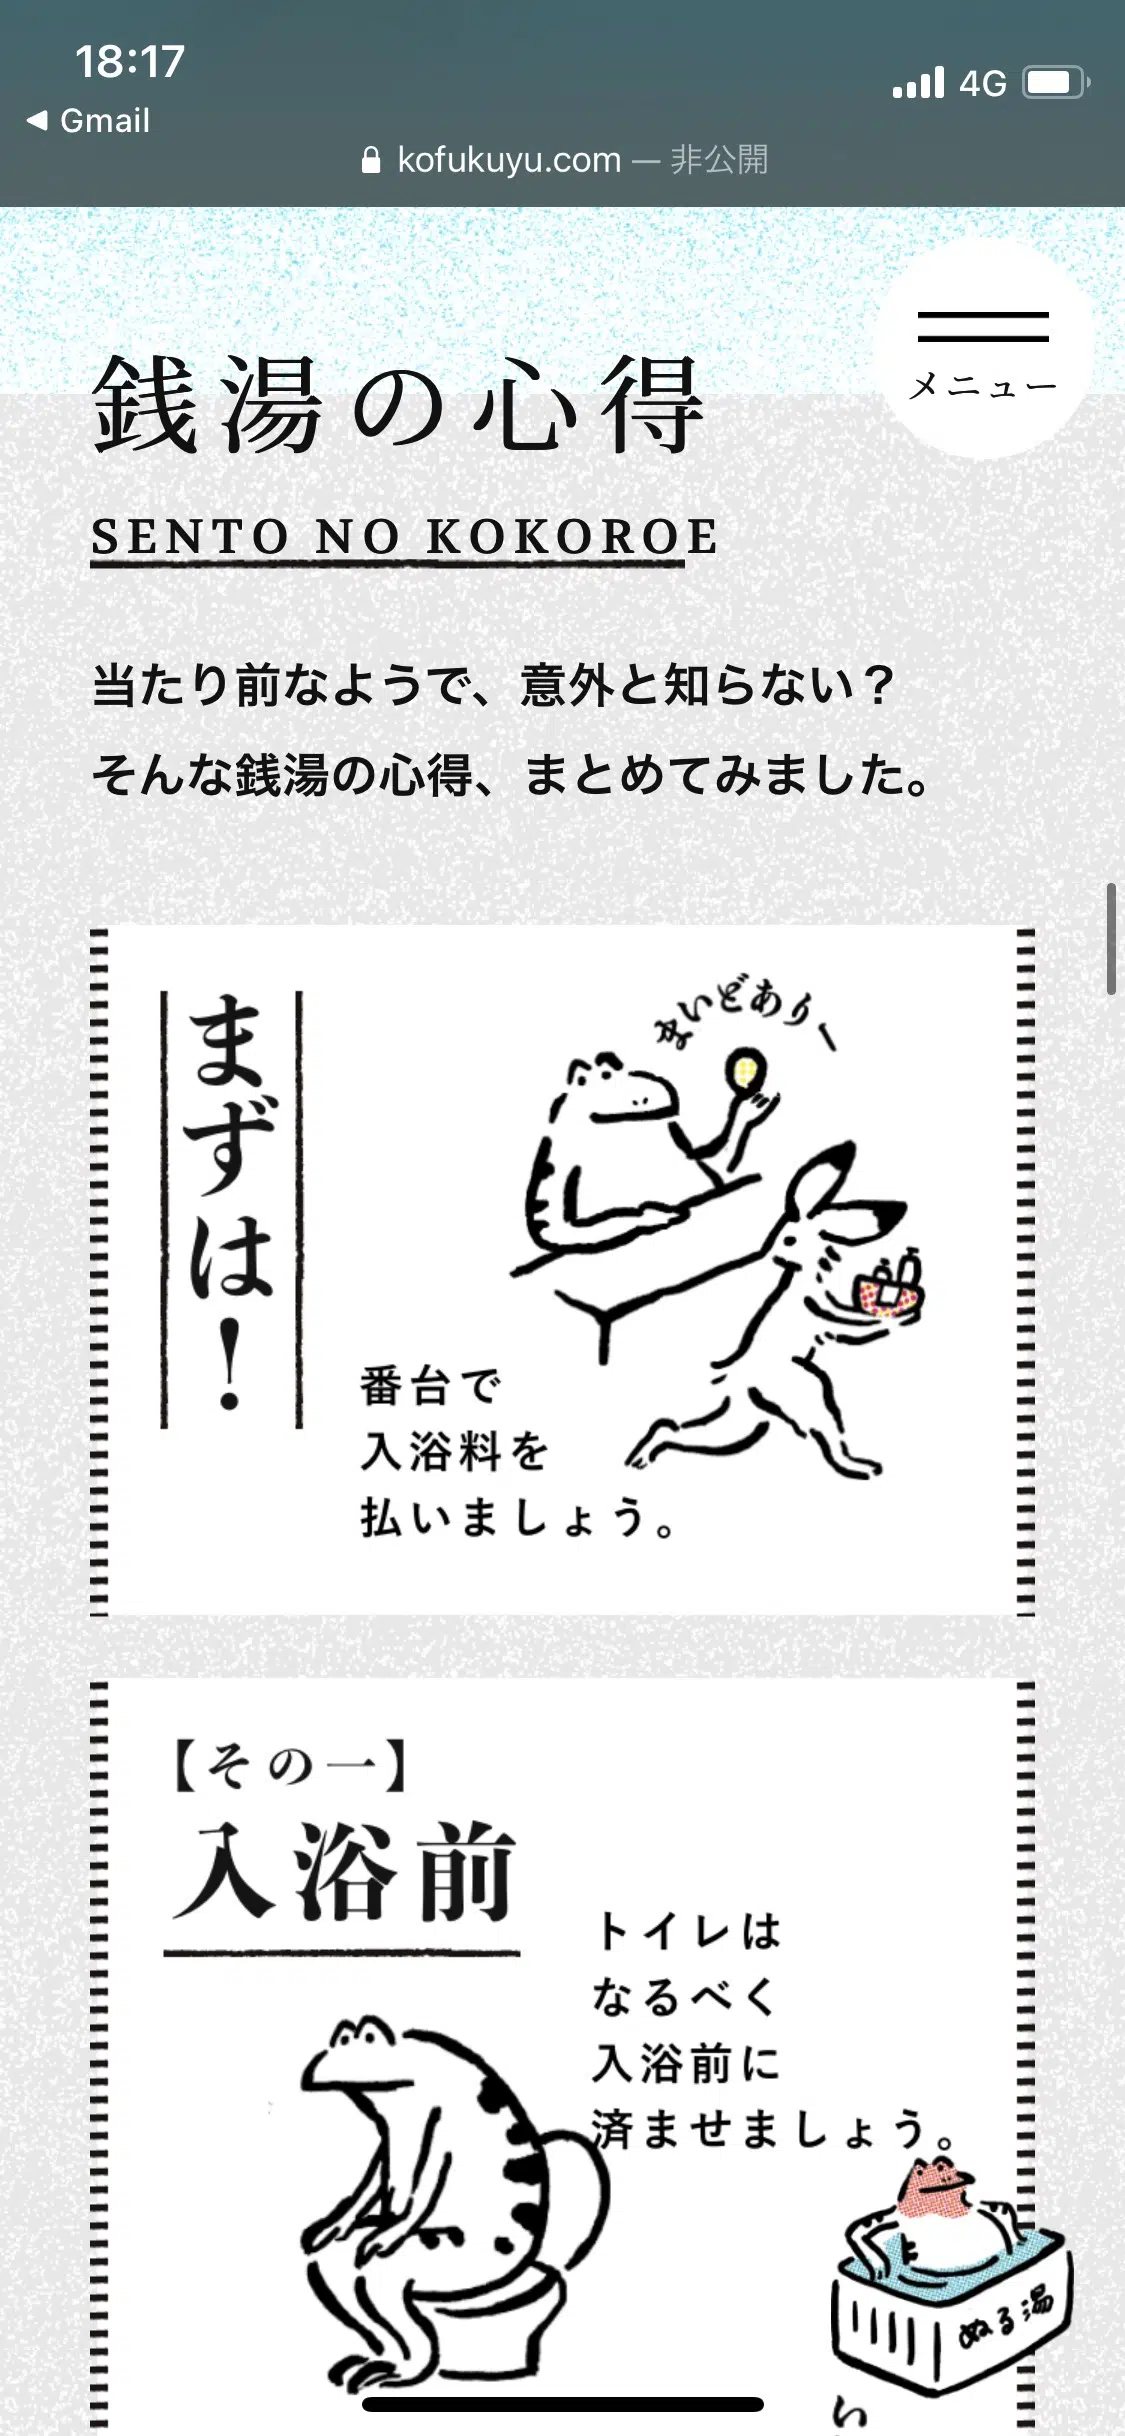 18:17
4G
◀ Gmail
kofukuyu.com — 非公開
メニュー
銭湯の心得
SENTO NO KOKOROE
当たり前なようで、意外と知らない？
そんな銭湯の心得、まとめてみました。
まずは！
まいどありー
番台で
入浴料を
払いましょう。
【その一】
入浴前
トイレは
なるべく
入浴前に
済ませましょう。
ぬる湯
い